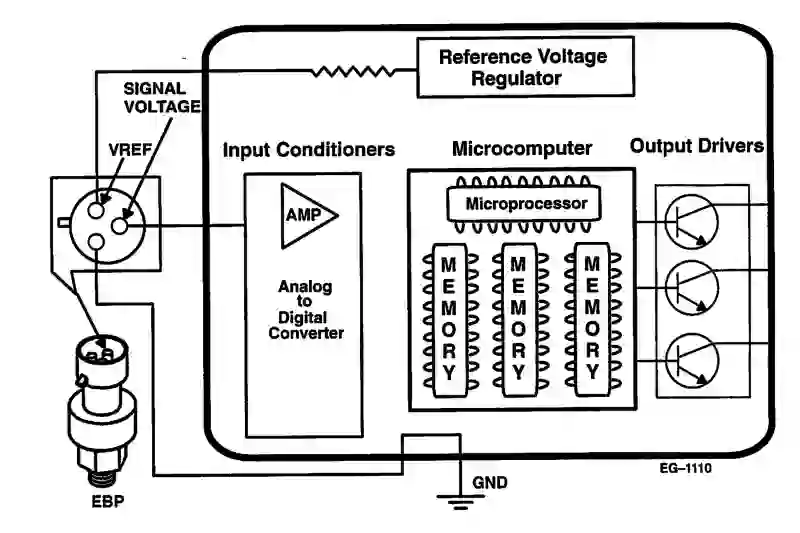 Reference Voltage
Regulator
SIGNAL
VOLTAGE
VREF
Input Conditioners
Microcomputer
Output Drivers
AMP
Analog
to
Digital
Converter
Microprocessor
MEMORY
MEMORY
MEMORY
EBP
GND
EG–1110